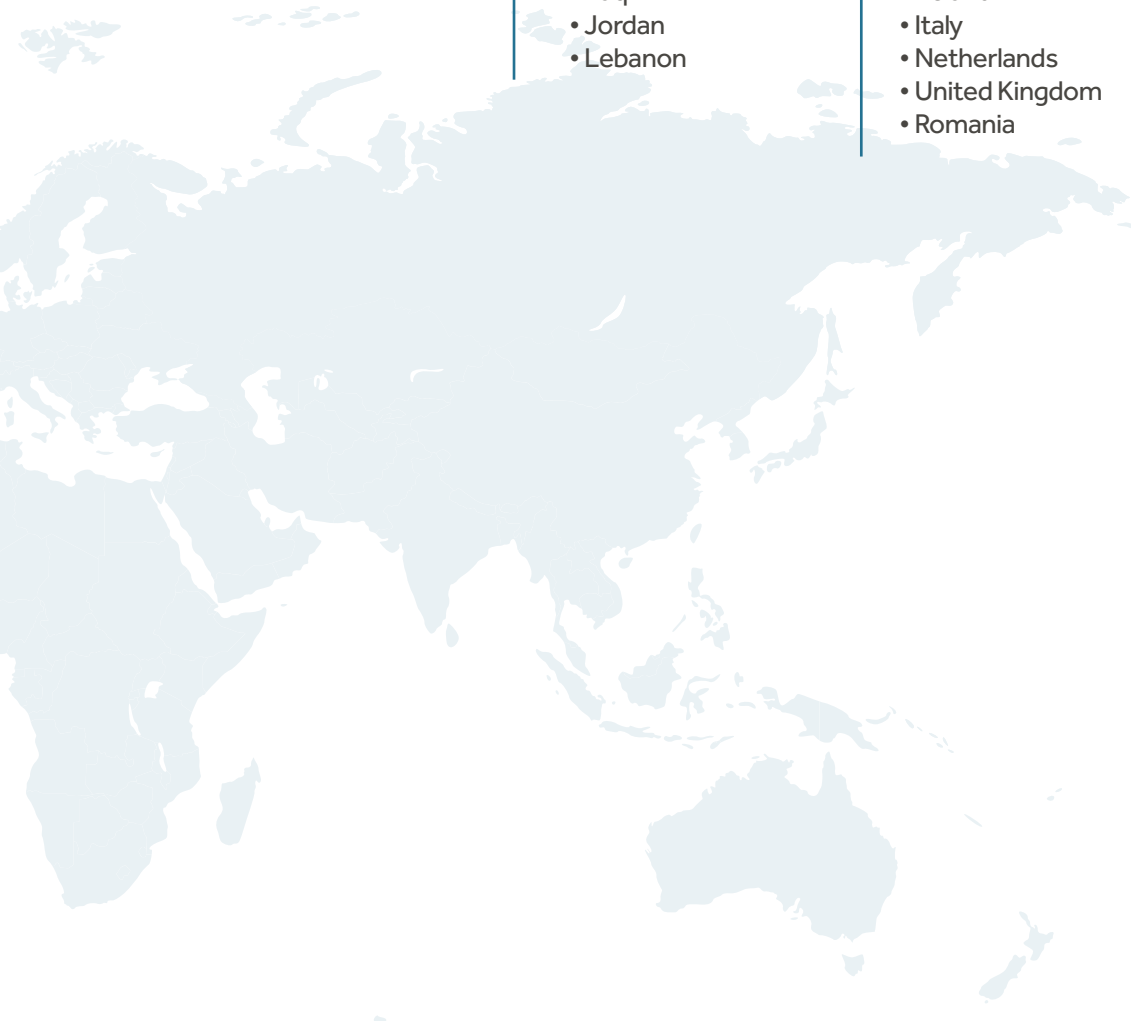 • Jordan
• Lebanon
• Italy
• Netherlands
• United Kingdom
• Romania